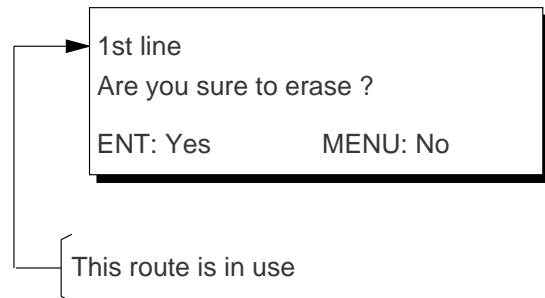 1st line
Are you sure to erase ?
ENT: Yes MENU: No
This route is in use